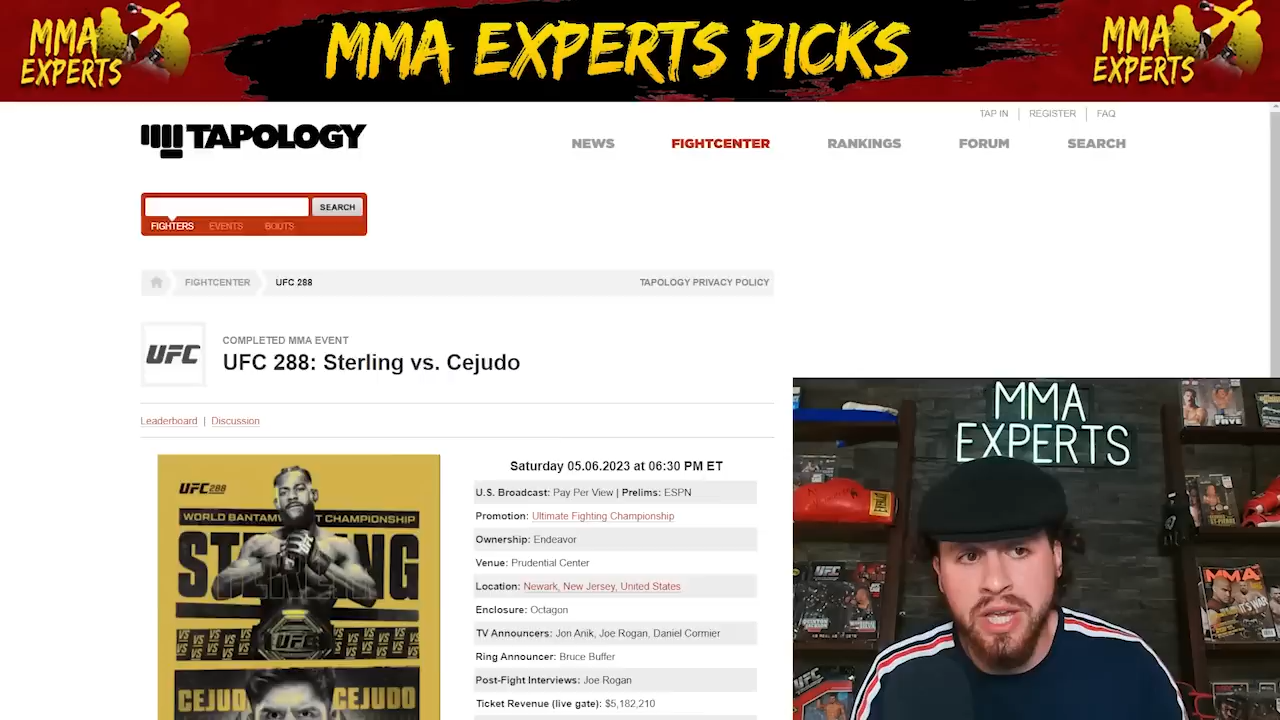 MMA
EXPERTS
MMA EXPERTS PICKS
MMA
EXPERTS
TAP IN
REGISTER
FAQ
TAPOLOGY
NEWS
FIGHTCENTER
RANKINGS
FORUM
SEARCH
SEARCH
FIGHTERS
EVENTS
BOUTS
FIGHTCENTER
UFC 288
TAPOLOGY PRIVACY POLICY
UFC
COMPLETED MMA EVENT
UFC 288: Sterling vs. Cejudo
Leaderboard | Discussion
UFC 288
STERLING
UFC
CEJUDO
CEJUDO
Saturday 05.06.2023 at 06:30 PM ET
U.S. Broadcast: Pay Per View | Prelims: ESPN
Promotion: Ultimate Fighting Championship
Ownership: Endeavor
Venue: Prudential Center
Location: Newark, New Jersey, United States
Enclosure: Octagon
TV Announcers: Jon Anik, Joe Rogan, Daniel Cormier
Ring Announcer: Bruce Buffer
Post-Fight Interviews: Joe Rogan
Ticket Revenue (live gate): $5,182,210
MMA
EXPERTS
UFC
MMA
UFC